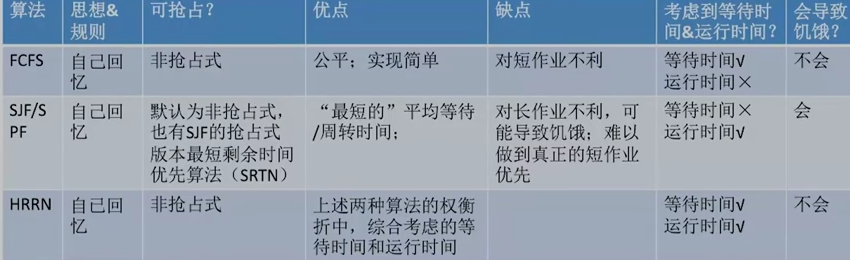 算法 思想& 可抢占？ 优点 缺点 考虑到等待时 会导致
规则 间&运行时间？ 饥饿？
FCFS 自己回 非抢占式 公平；实现简单 对短作业不利 等待时间√ 不会
忆 运行时间×
SJF/S 自己回 默认为非抢占式， “最短的”平均等待 对长作业不利，可 等待时间× 会
PF 忆 也有SJF的抢占式 /周转时间； 能导致饥饿；难以 运行时间√
版本最短剩余时间 做到真正的短作业
优先算法（SRTN） 优先
HRRN 自己回 非抢占式 上述两种算法的权衡 等待时间√ 不会
忆 折中，综合考虑的等 运行时间√
待时间和运行时间